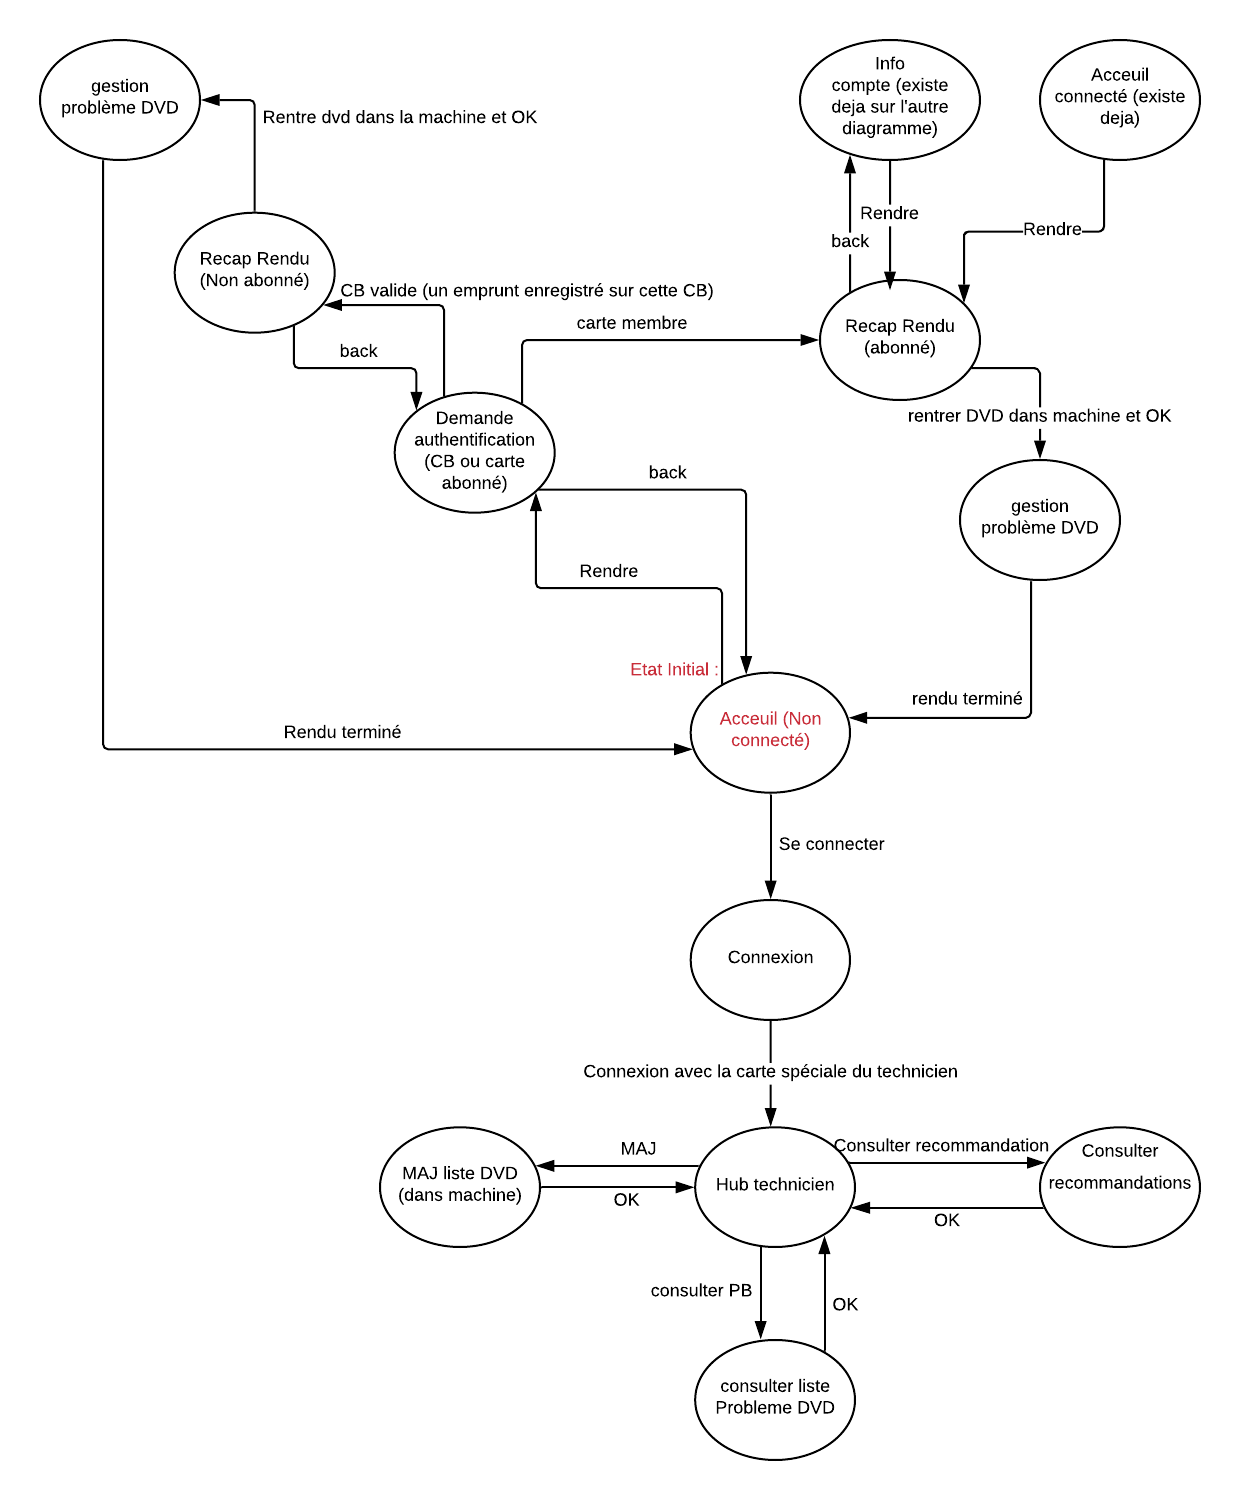 gestion
problème DVD
Info
compte (existe
deja sur l'autre
diagramme)
Acceuil
connecté (existe
deja)
Rentre dvd dans la machine et OK
Rendre
Rendre
back
Recap Rendu
(Non abonné)
CB valide (un emprunt enregistré sur cette CB)
carte membre
Recap Rendu
(abonné)
back
Demande
authentification
(CB ou carte
abonné)
rentrer DVD dans machine et OK
back
gestion
problème DVD
Rendre
Etat Initial :
rendu terminé
Acceuil (Non
connecté)
Rendu terminé
Se connecter
Connexion
Connexion avec la carte spéciale du technicien
MAJ
Consulter recommandation
Consulter
recommandations
MAJ liste DVD
(dans machine)
Hub technicien
OK
OK
consulter PB
OK
consulter liste
Probleme DVD